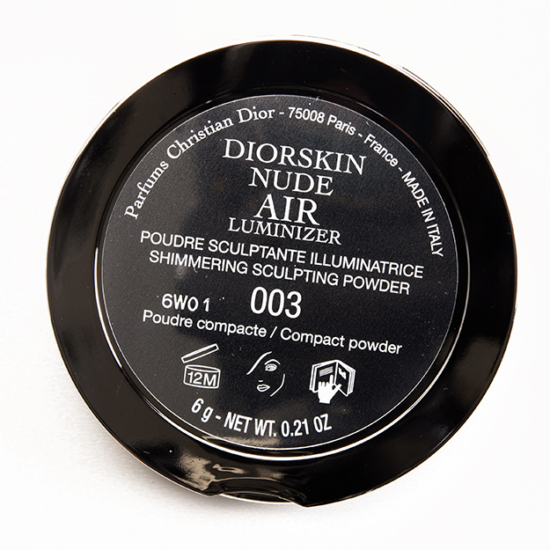 Parfums Christian Dior - 75008 Paris - France - MADE IN ITALY
DIORSKIN
NUDE
AIR
LUMINIZER
POUDRE SCULPTANTE ILLUMINATRICE
SHIMMERING SCULPTING POWDER
6W01 003
Poudre compacte / Compact powder
12M
6 g - NET WT. 0.21 OZ